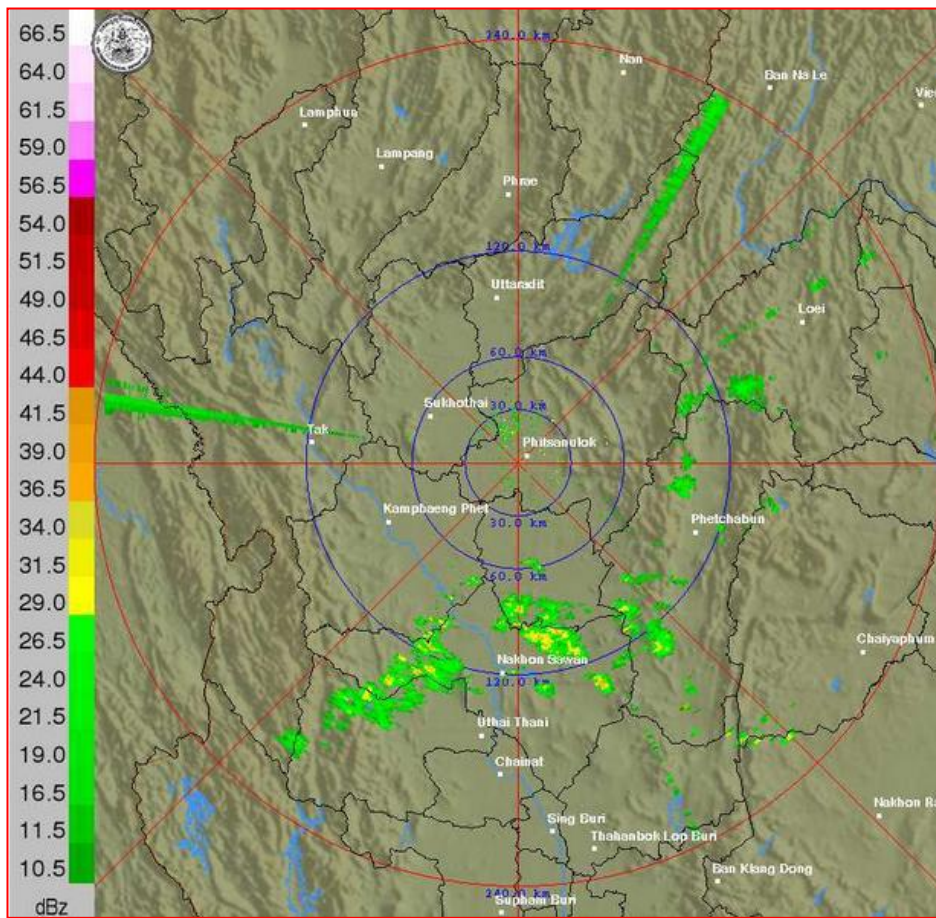 66.5
64.0
61.5
59.0
56.5
54.0
51.5
49.0
46.5
44.0
41.5
39.0
36.5
34.0
31.5
29.0
26.5
24.0
21.5
19.0
16.5
11.5
10.5
dBz
240.0 km
Nan
Ban Na Le
Lamphun
Lampang
Phrae
120.0 km
Uttaradit
Loei
60.0 km
30.0 km
Sukhothai
Tak
Phitsanulok
30.0 km
Kampbaeng Phet
Phetchabun
60.0 km
Chaiyaphum
Nakhon Sawan
120.0 km
Uthai Thani
Chainat
Sing Buri
Nakhon Ra
Thahanbok Lop Buri
Ban Klang Dong
240.0 km
Supham Buri